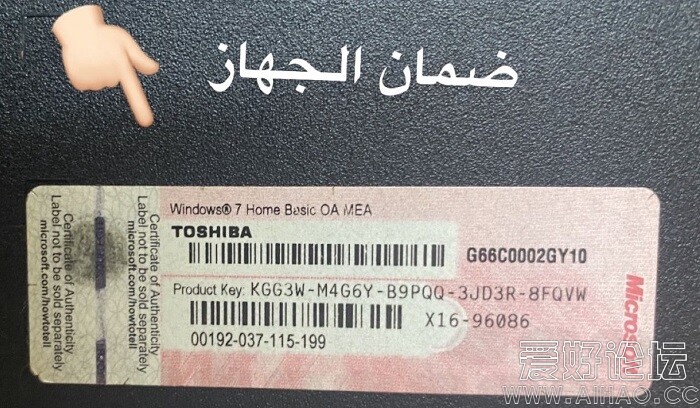 ضمان الجهاز
Certificate of Authenticity
Label not to be sold separately
microsoft.com/howtotell
Certificate of Authenticity
Label not to be sold separately
microsoft.com/howtotell
Windows® 7 Home Basic OA MEA
TOSHIBA
G66C0002GY10
Product Key: KGG3W-M4G6Y-B9PQQ-3JD3R-8FQVW
X16-96086
00192-037-115-199
Microsoft
爱好论坛
WWW.AIHAO.CC